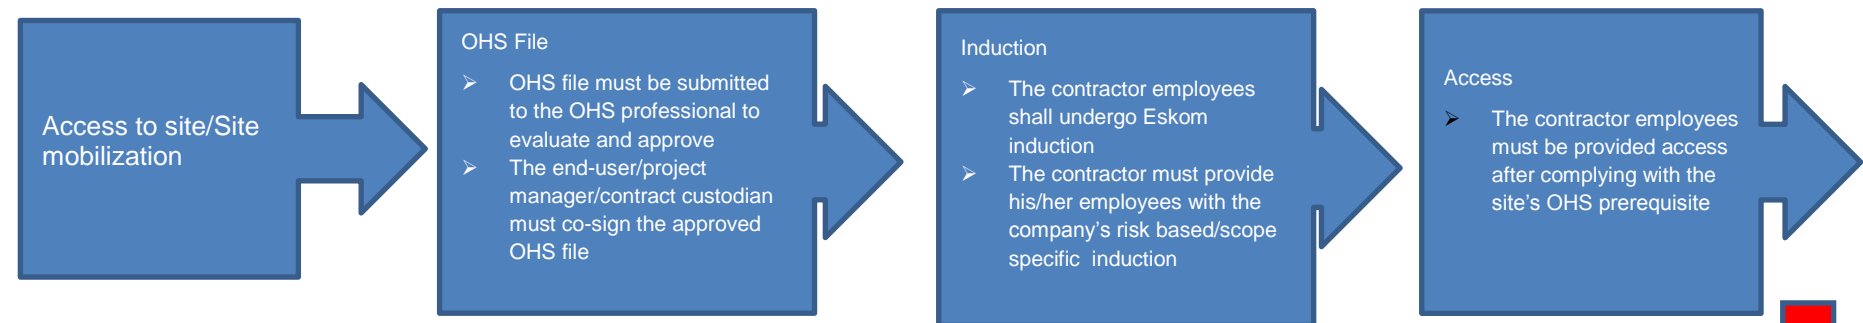 Access to site/Site
mobilization
OHS File
➢ OHS file must be submitted
to the OHS professional to
evaluate and approve
➢ The end-user/project
manager/contract custodian
must co-sign the approved
OHS file
Induction
➢ The contractor employees
shall undergo Eskom
induction
➢ The contractor must provide
his/her employees with the
company’s risk based/scope
specific  induction
Access
➢ The contractor employees
must be provided access
after complying with the
site’s OHS prerequisite